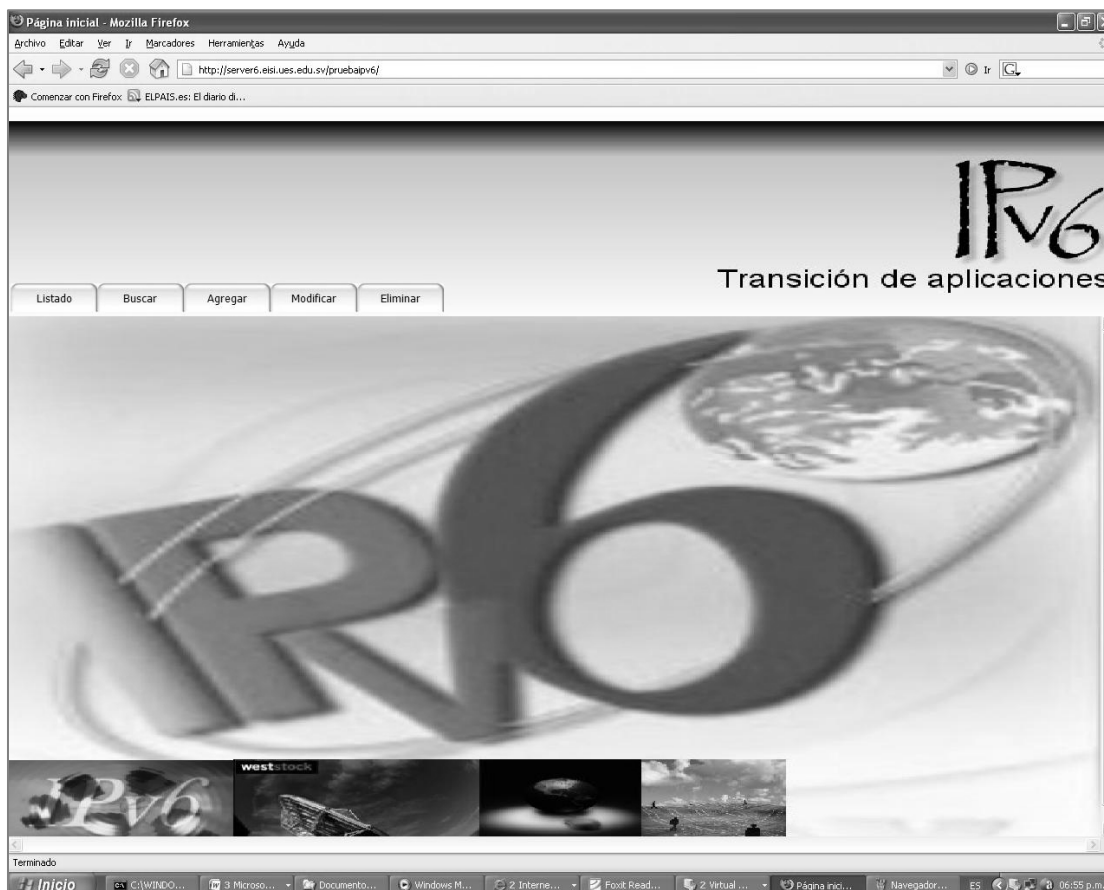 Página inicial - Mozilla Firefox
Archivo Editar Ver Ir Marcadores Herramientas Ayuda
http://server6.eisi.ues.edu.sv/pruebaipv6/
Ir
Comenzar con Firefox ELPAIS.es: El diario di...
IPv6
Transición de aplicaciones
Listado Buscar Agregar Modificar Eliminar
IPv6
IPv6
weststock
Terminado
Inicio C:\WINDO... 3 Microso... Documento... Windows M... 2 Interne... Foxit Read... 2 Virtual ... Página inici... Navegador... ES 06:55 p.m.